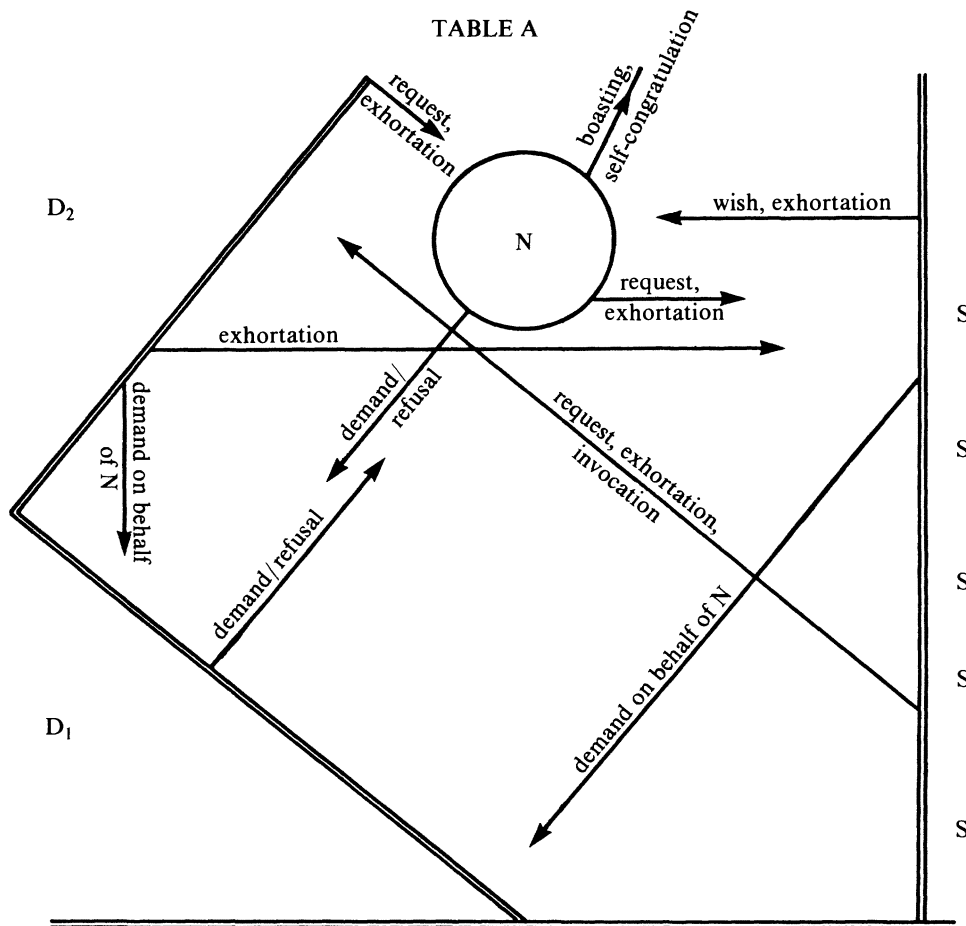 TABLE A
request,
exhortation
boasting,
self-congratulation
D₂
wish, exhortation
N
request,
exhortation
S
exhortation
demand/
refusal
demand on behalf
of N
request, exhortation,
invocation
S
demand/refusal
S
demand on behalf of N
S
D₁
S